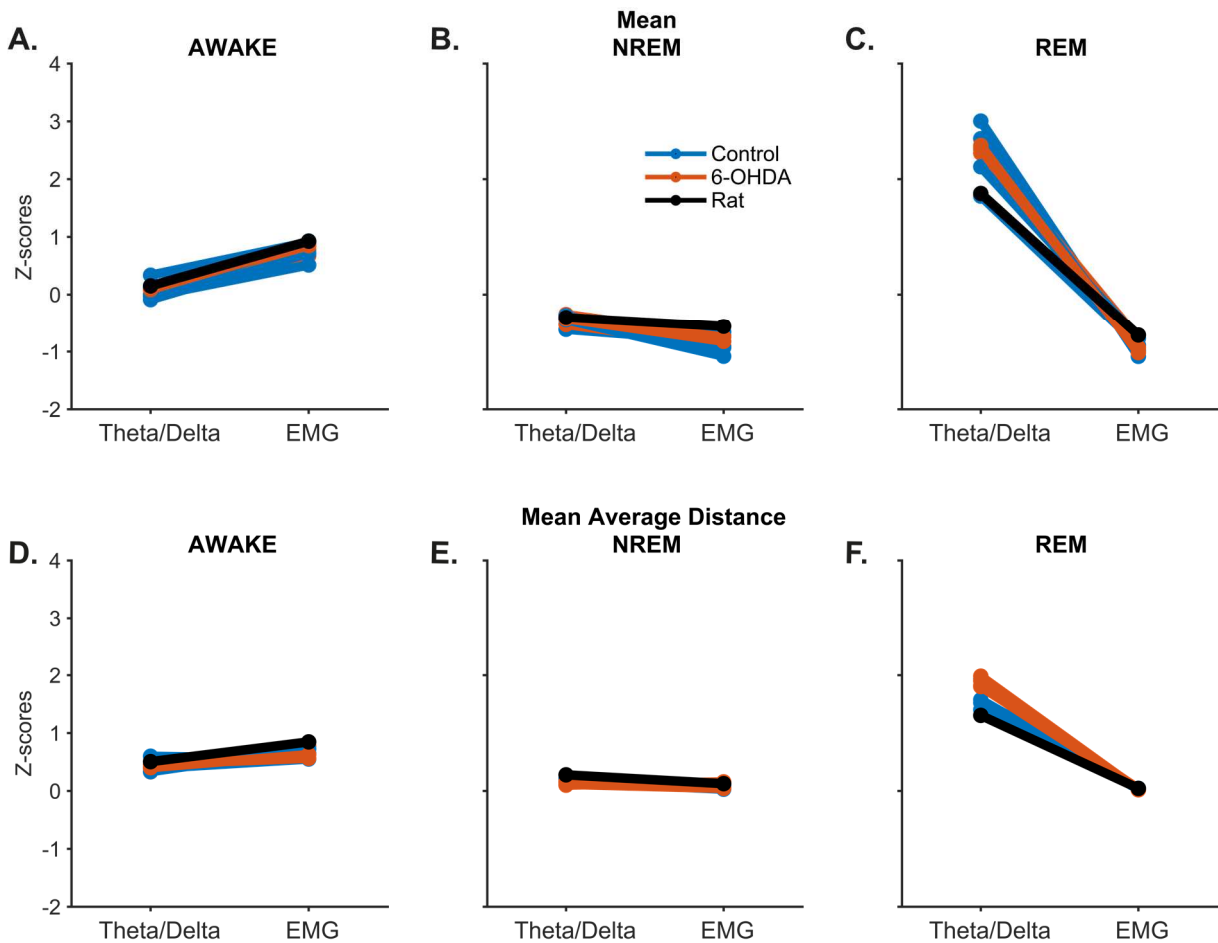 Mean
A. AWAKE B. NREM C. REM
4
3
2
1
0
-1
-2
Z-scores
Control
6-OHDA
Rat
Theta/Delta EMG Theta/Delta EMG Theta/Delta EMG
Mean Average Distance
D. AWAKE E. NREM F. REM
4
3
2
1
0
-1
-2
Z-scores
Theta/Delta EMG Theta/Delta EMG Theta/Delta EMG